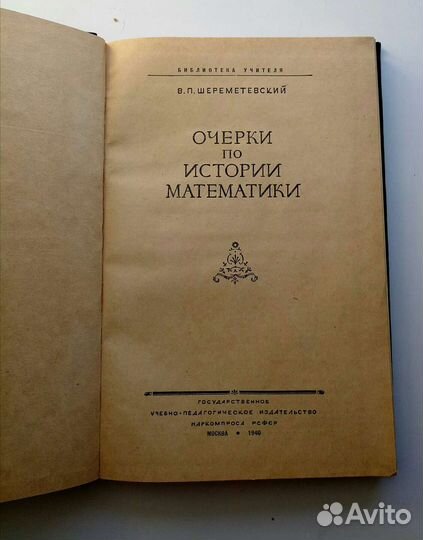 БИБЛИОТЕКА УЧИТЕЛЯ
В.П.ШЕРЕМЕТЕВСКИЙ
ОЧЕРКИ
ПО
ИСТОРИИ
МАТЕМАТИКИ
ГОСУДАРСТВЕННОЕ
УЧЕБНО-ПЕДАГОГИЧЕСКОЕ ИЗДАТЕЛЬСТВО
НАРКОМПРОСА РСФСР
МОСКВА • 1940
Avito